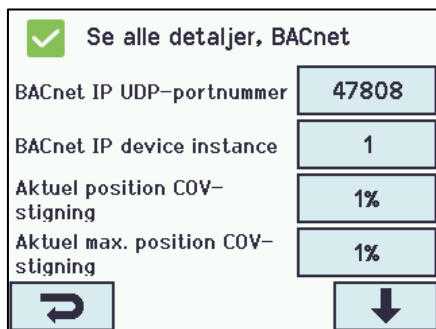 Se alle detaljer, BACnet
BACnet IP UDP-portnummer 47808
BACnet IP device instance 1
Aktuel position COV-
stigning 1%
Aktuel max. position COV-
stigning 1%